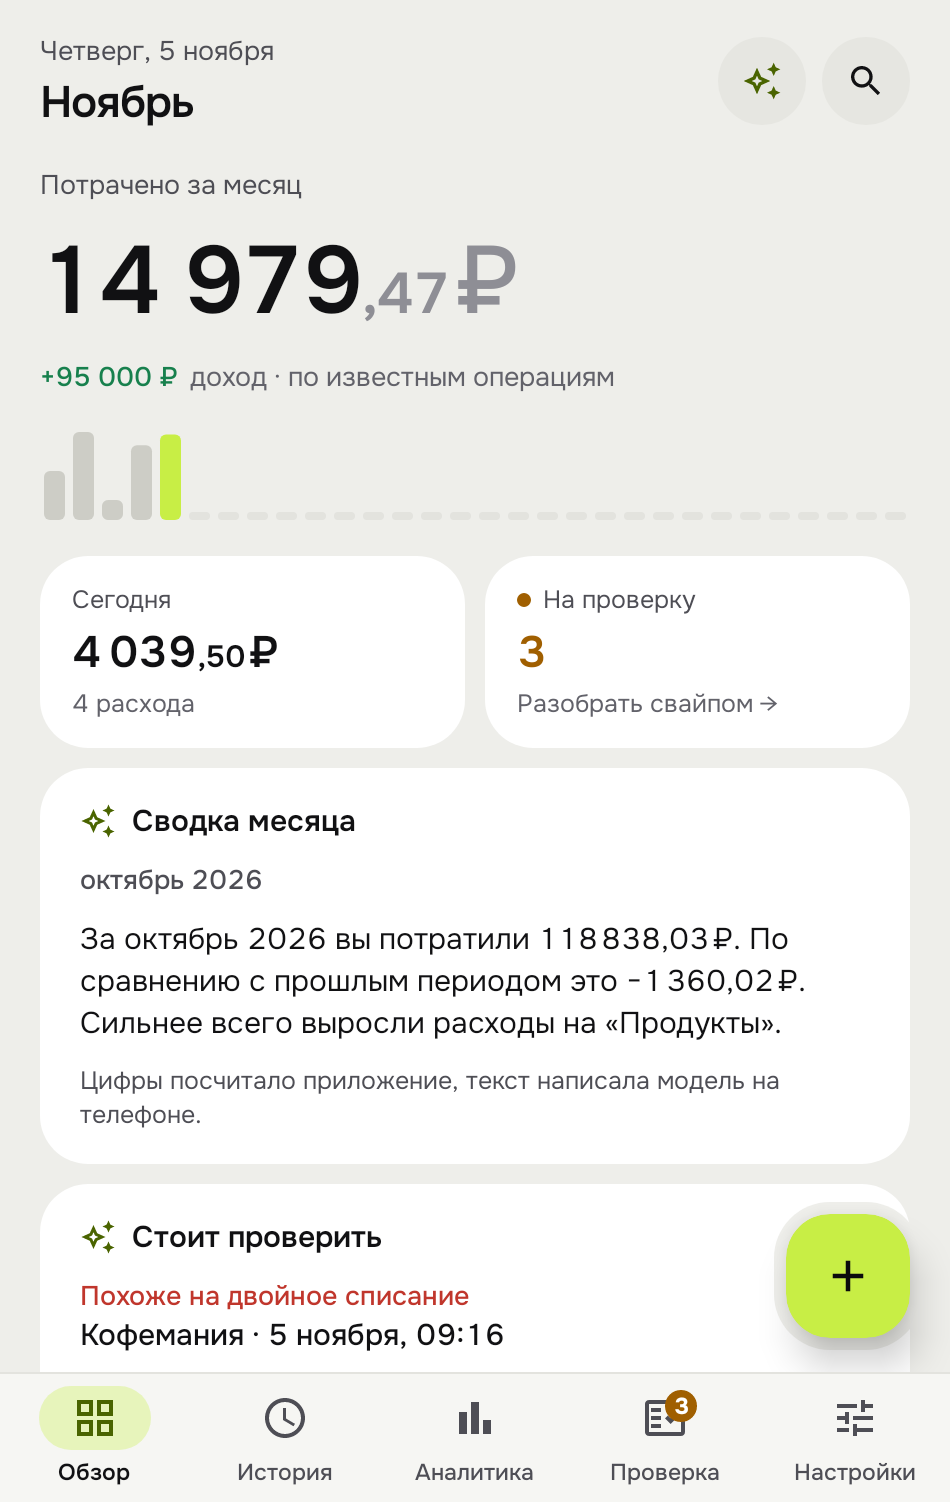 Четверг, 5 ноября
Ноябрь
Потрачено за месяц
14 979,47 ₽
+95 000 ₽ доход · по известным операциям
Сегодня
4 039,50 ₽
4 расхода
На проверку
3
Разобрать свайпом →
Сводка месяца
октябрь 2026
За октябрь 2026 вы потратили 118 838,03 ₽. По
сравнению с прошлым периодом это −1 360,02 ₽.
Сильнее всего выросли расходы на «Продукты».
Цифры посчитало приложение, текст написала модель на
телефоне.
Стоит проверить
Похоже на двойное списание
Кофемания · 5 ноября, 09:16
+
3
Обзор
История
Аналитика
Проверка
Настройки